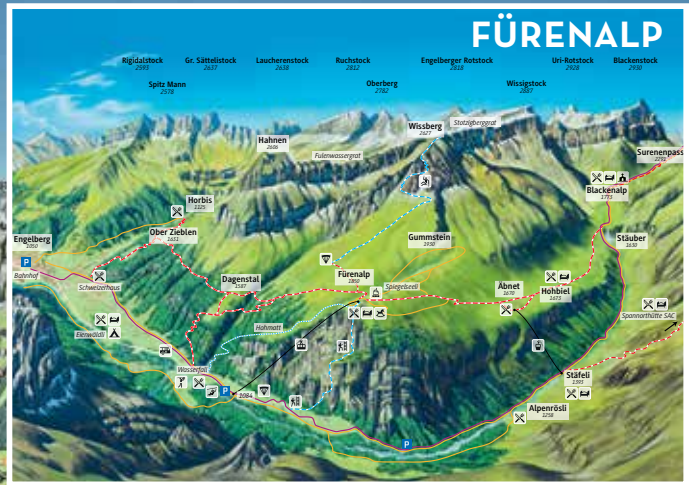 FÜRENALP
Rigidalstock
2593
Gr. Sättelistock
2637
Laucherenstock
2638
Ruchstock
2812
Engelberger Rotstock
2818
Uri-Rotstock
2928
Blackenstock
2930
Spitz Mann
2578
Oberberg
2782
Wissigstock
2887
Wissberg
2627
Stotzigberggrat
Hahnen
2606
Fulenwassergrat
Surenenpass
2291
Blackenalp
1773
Horbis
1125
Ober Zieblen
1651
Gummstein
1930
Stäuber
1630
Engelberg
1050
P
Bahnhof
Schweizerhaus
Dagenstal
1587
Fürenalp
1850
Spiegelseeli
Äbnet
1670
Hohbiel
1675
Eienwäldli
Hohmatt
Spannorthütte SAC
Wasserfall
P
1084
Stäfeli
1393
Alpenrösli
1258
P